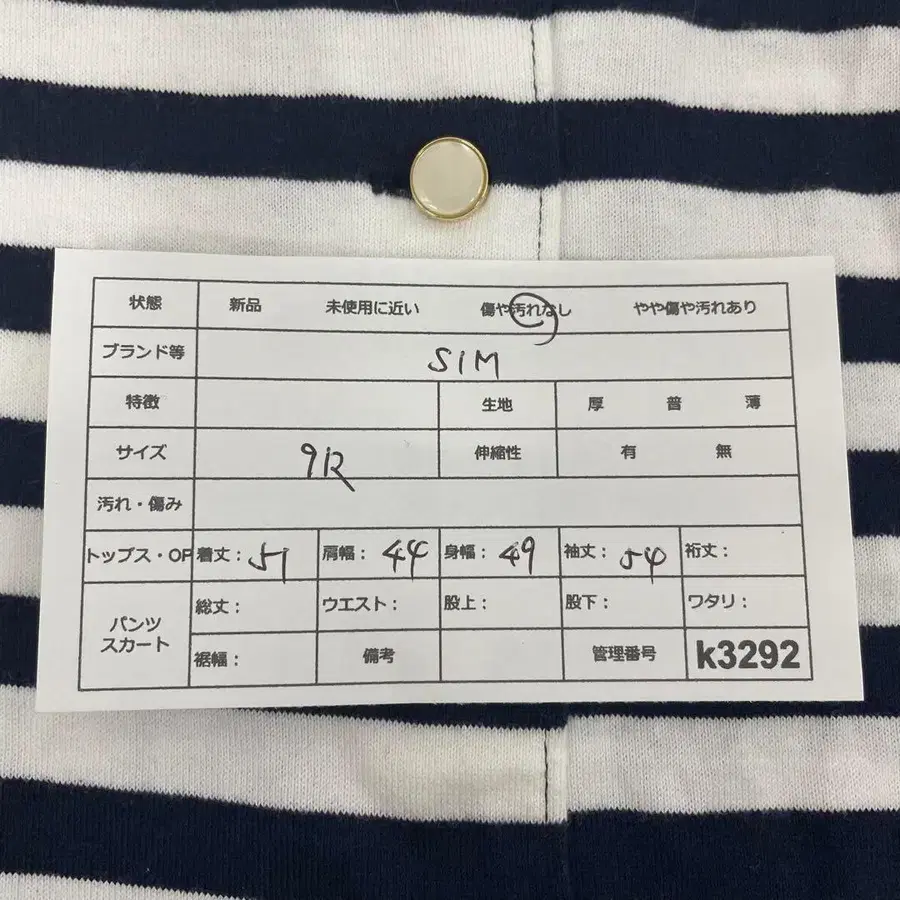 状態 新品 未使用に近い 傷や汚れなし やや傷や汚れあり
ブランド等 SIM
特徴 生地 厚 普 薄
サイズ 9R 伸縮性 有 無
汚れ・傷み
トップス・OP 着丈: 51 肩幅: 44 身幅: 49 袖丈: 54 裄丈:
パンツ スカート 総丈: ウエスト: 股上: 股下: ワタリ:
裾幅: 備考 管理番号 k3292